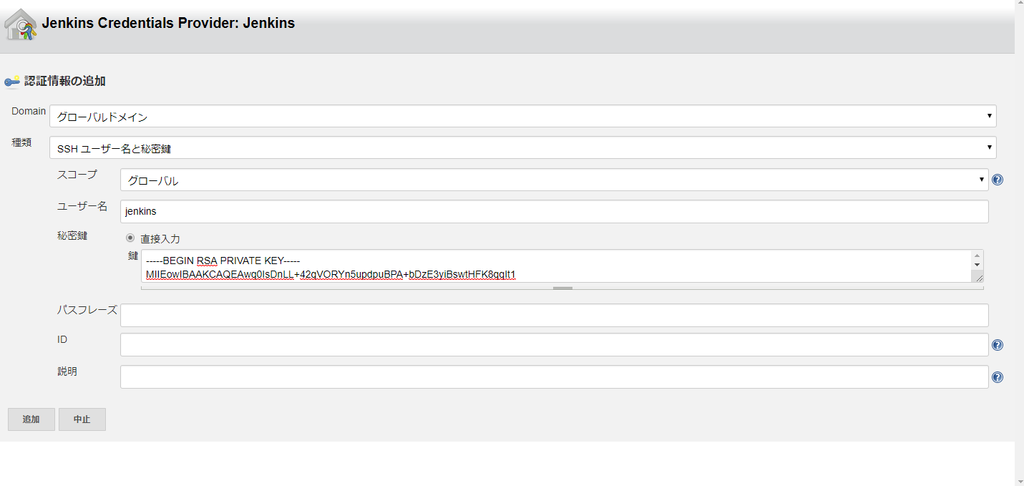 Jenkins Credentials Provider: Jenkins
認証情報の追加
Domain グローバルドメイン
種類 SSH ユーザー名と秘密鍵
スコープ グローバル
ユーザー名 jenkins
秘密鍵 直接入力
鍵 -----BEGIN RSA PRIVATE KEY-----
MIIEowIBAAKCAQEAwq0IsDnLL+42qVORYn5updpuBPA+bDzE3yiBswtHFK8gqIt1
パスフレーズ
ID
説明
追加 中止